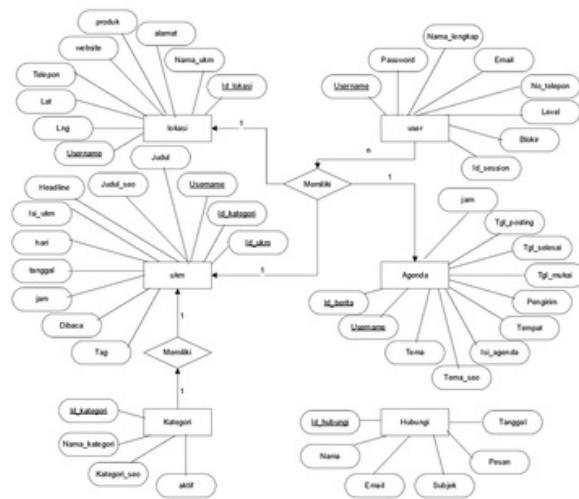 produk
alamat
website
Nama_ukm
Telepon
Id_lokasi
Lat
Lng
Username
lokasi
Nama_lengkap
Password
Email
Username
No_telepon
Level
user
Blokir
Id_session
1
n
Memiliki
1
1
Judul
Headline
Judul_seo
Username
Isi_ukm
Id_kategori
hari
Id_ukm
tanggal
ukm
jam
Dibaca
Tag
jam
Tgl_posting
Tgl_selesai
Tgl_mukai
Agenda
Id_berita
Pengirim
Username
Tempat
Tema
Isi_agenda
Tema_seo
1
Memiliki
1
Id_kategori
Kategori
Nama_kategori
Kategori_seo
aktif
Id_hubungi
Hubungi
Tanggal
Nama
Pesan
Email
Subjek